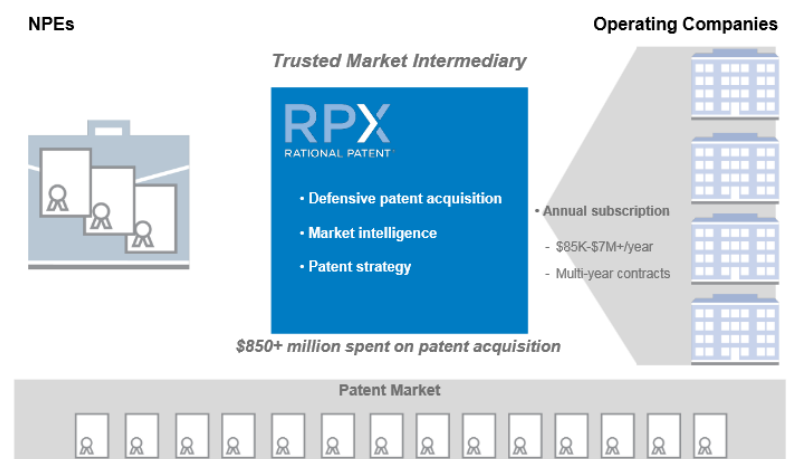 NPEs
Operating Companies
Trusted Market Intermediary
RPX
RATIONAL PATENT
• Defensive patent acquisition
• Market intelligence
• Patent strategy
• Annual subscription
- $85K-$7M+/year
- Multi-year contracts
$850+ million spent on patent acquisition
Patent Market